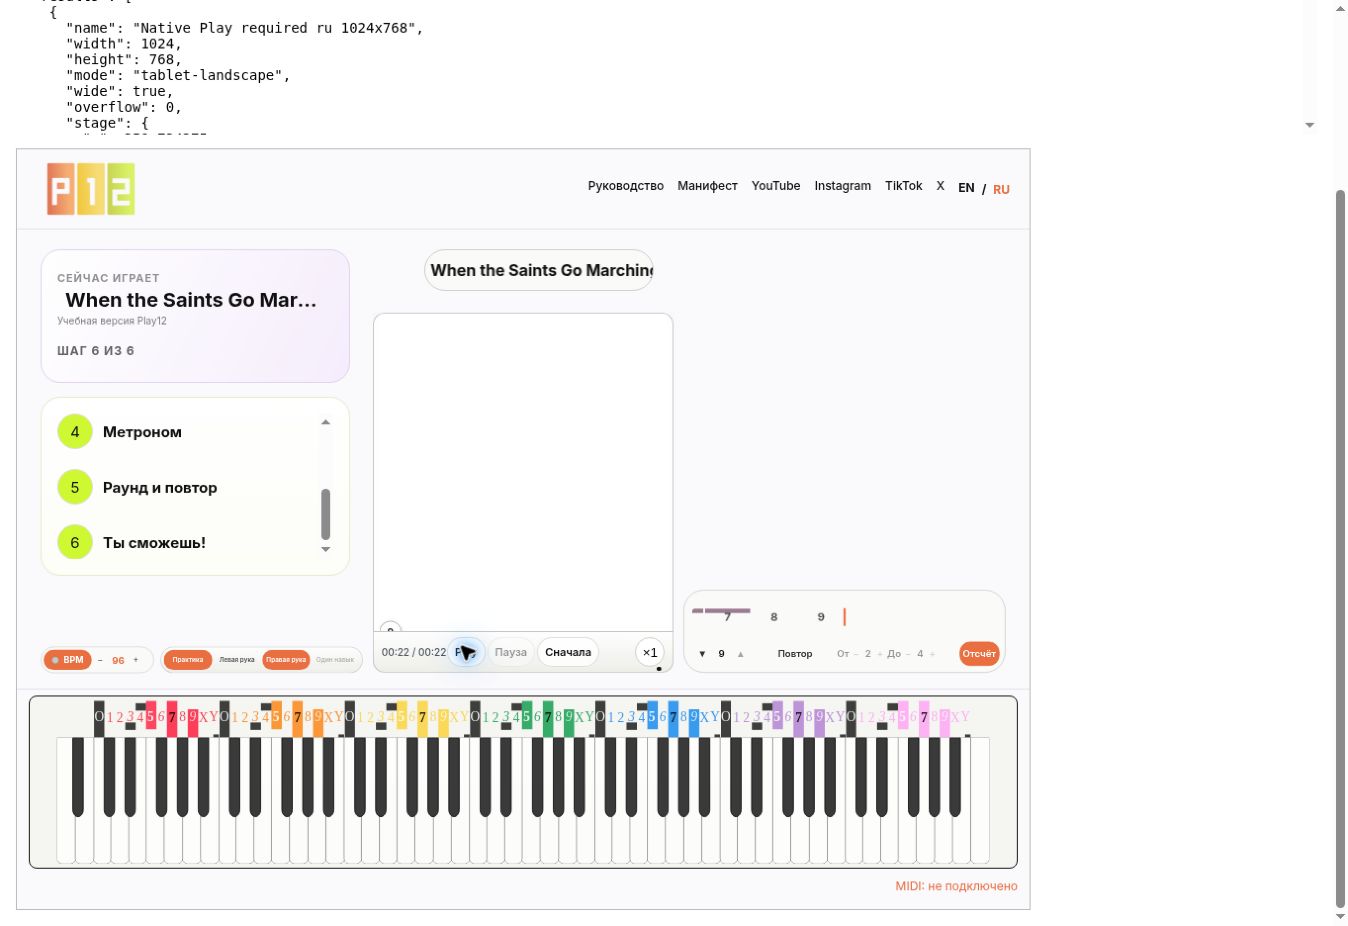 {
"name": "Native Play required ru 1024x768",
"width": 1024,
"height": 768,
"mode": "tablet-landscape",
"wide": true,
"overflow": 0,
"stage": {
P12
Руководство Манифест YouTube Instagram TikTok X EN / RU
СЕЙЧАС ИГРАЕТ
When the Saints Go Mar...
Учебная версия Play12
ШАГ 6 ИЗ 6
When the Saints Go Marching
4 Метроном
5 Раунд и повтор
6 Ты сможешь!
7 8 9
BPM - 96 +
Практика Левая рука Правая рука Один навык
00:22 / 00:22 Пауза Сначала ×1
▼ 9 ▲ Повтор От - 2 + До - 4 + Отсчёт
O123456789XYO123456789XYO123456789XYO123456789XYO123456789XYO123456789XYO123456789XY
MIDI: не подключено